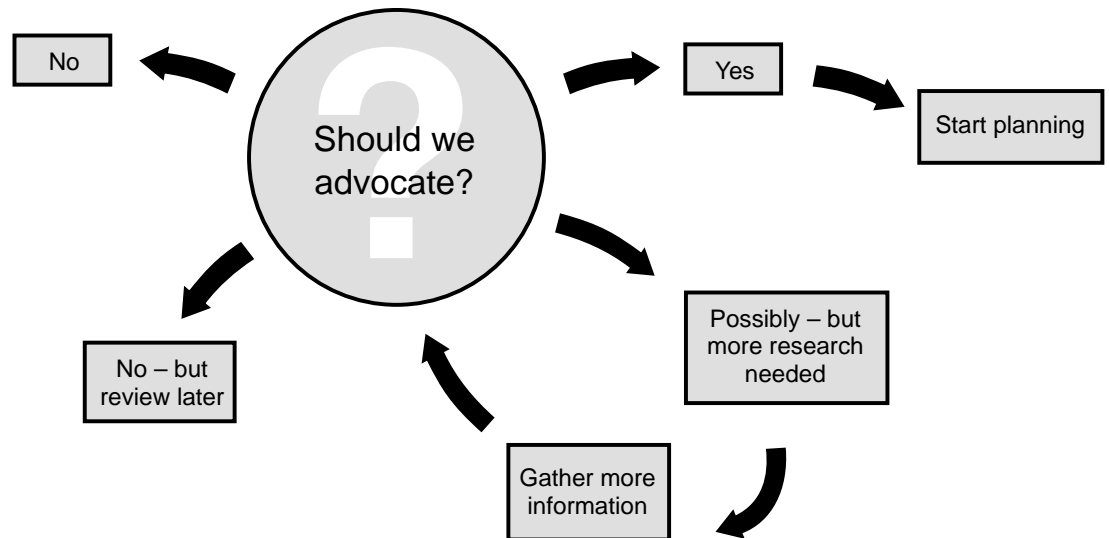 No
Yes
Start planning
?
Should we
advocate?
Possibly – but
more research
needed
No – but
review later
Gather more
information